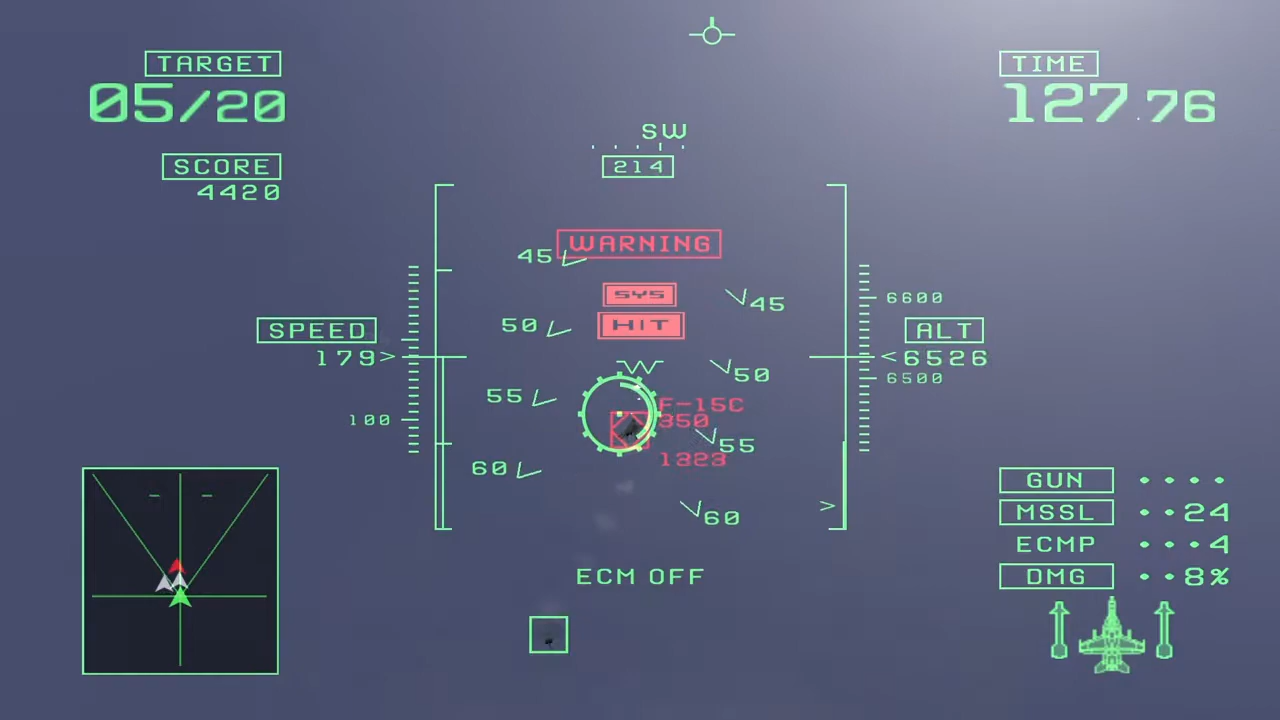 TARGET
05/20
TIME
127.76
SCORE
4420
SW
214
WARNING
45
SYS
45
HIT
50
50
SPEED
179>
100
6600
ALT
<6526
6500
55
F-15C
350
55
1323
60
60
>
GUN
MSSL 24
ECMP 4
DMG 8%
ECM OFF